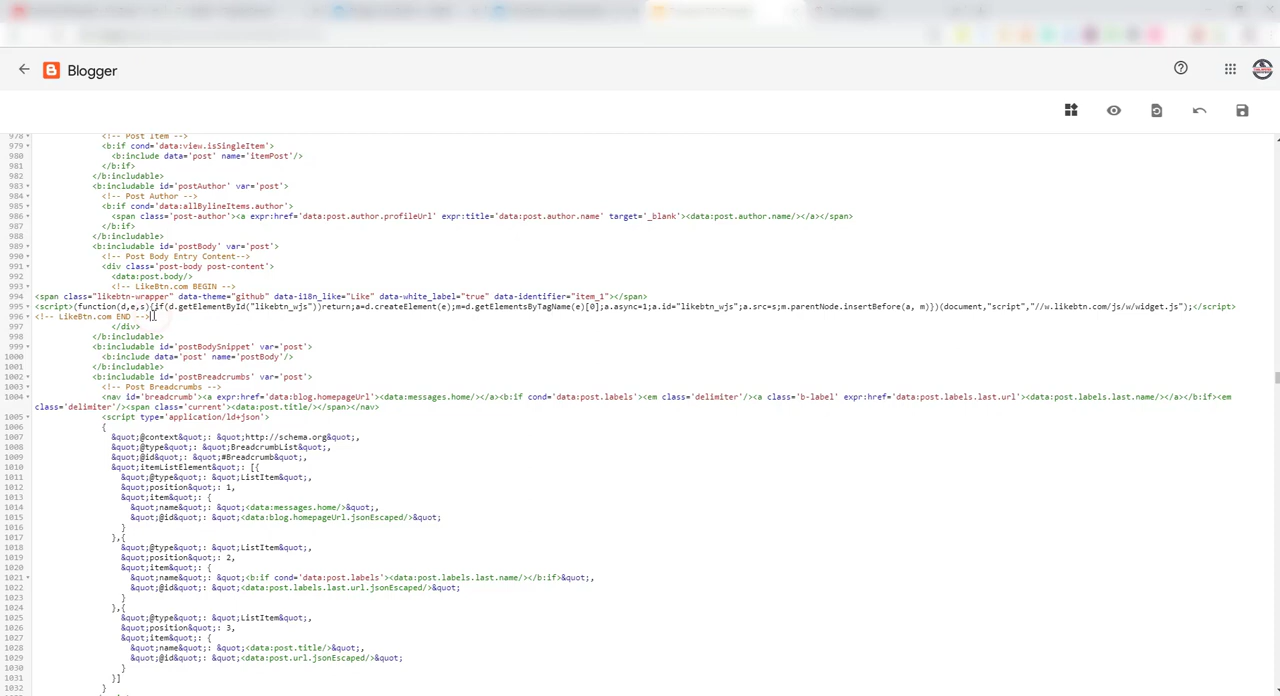 Blogger
978 <!-- Post Item -->
979 <b:if cond='data:view.isSingleItem'>
980 <b:include data='post' name='itemPost'/>
981 </b:if>
982 </b:includable>
983 <b:includable id='postAuthor' var='post'>
984 <!-- Post Author -->
985 <b:if cond='data:allBylineItems.author'>
986 <span class='post-author'><a expr:href='data:post.author.profileUrl' expr:title='data:post.author.name' target='_blank'><data:post.author.name/></a></span>
987 </b:if>
988 </b:includable>
989 <b:includable id='postBody' var='post'>
990 <!-- Post Body Entry Content-->
991 <div class='post-body post-content'>
992 <data:post.body/>
993 <!-- LikeBtn.com BEGIN -->
994 <span class="likebtn-wrapper" data-theme="github" data-i18n_like="Like" data-white_label="true" data-identifier="item_1"></span>
995 <script>(function(d,e,s){if(d.getElementById("likebtn_wjs"))return;a=d.createElement(e);m=d.getElementsByTagName(e)[0];a.async=1;a.id="likebtn_wjs";a.src=s;m.parentNode.insertBefore(a, m)})(document,"script","//w.likebtn.com/js/w/widget.js");</script>
996 <!-- LikeBtn.com END -->
997 </div>
998 </b:includable>
999 <b:includable id='postBodySnippet' var='post'>
1000 <b:include data='post' name='postBody'/>
1001 </b:includable>
1002 <b:includable id='postBreadcrumbs' var='post'>
1003 <!-- Post Breadcrumbs -->
1004 <nav id='breadcrumb'><a expr:href='data:blog.homepageUrl'><data:messages.home/></a><b:if cond='data:post.labels'><em class='delimiter'/><a class='b-label' expr:href='data:post.labels.last.url'><data:post.labels.last.name/></a></b:if><em
class='delimiter'/><span class='current'><data:post.title/></span></nav>
1005 <script type='application/ld+json'>
1006 {
1007 &quot;@context&quot;: &quot;http://schema.org&quot;,
1008 &quot;@type&quot;: &quot;BreadcrumbList&quot;,
1009 &quot;@id&quot;: &quot;#Breadcrumb&quot;,
1010 &quot;itemListElement&quot;: [{
1011 &quot;@type&quot;: &quot;ListItem&quot;,
1012 &quot;position&quot;: 1,
1013 &quot;item&quot;: {
1014 &quot;name&quot;: &quot;<data:messages.home/>&quot;,
1015 &quot;@id&quot;: &quot;<data:blog.homepageUrl.jsonEscaped/>&quot;
1016 }
1017 },{
1018 &quot;@type&quot;: &quot;ListItem&quot;,
1019 &quot;position&quot;: 2,
1020 &quot;item&quot;: {
1021 &quot;name&quot;: &quot;<b:if cond='data:post.labels'><data:post.labels.last.name/></b:if>&quot;,
1022 &quot;@id&quot;: &quot;<data:post.labels.last.url.jsonEscaped/>&quot;
1023 }
1024 },{
1025 &quot;@type&quot;: &quot;ListItem&quot;,
1026 &quot;position&quot;: 3,
1027 &quot;item&quot;: {
1028 &quot;name&quot;: &quot;<data:post.title/>&quot;,
1029 &quot;@id&quot;: &quot;<data:post.url.jsonEscaped/>&quot;
1030 }
1031 }]
1032 }